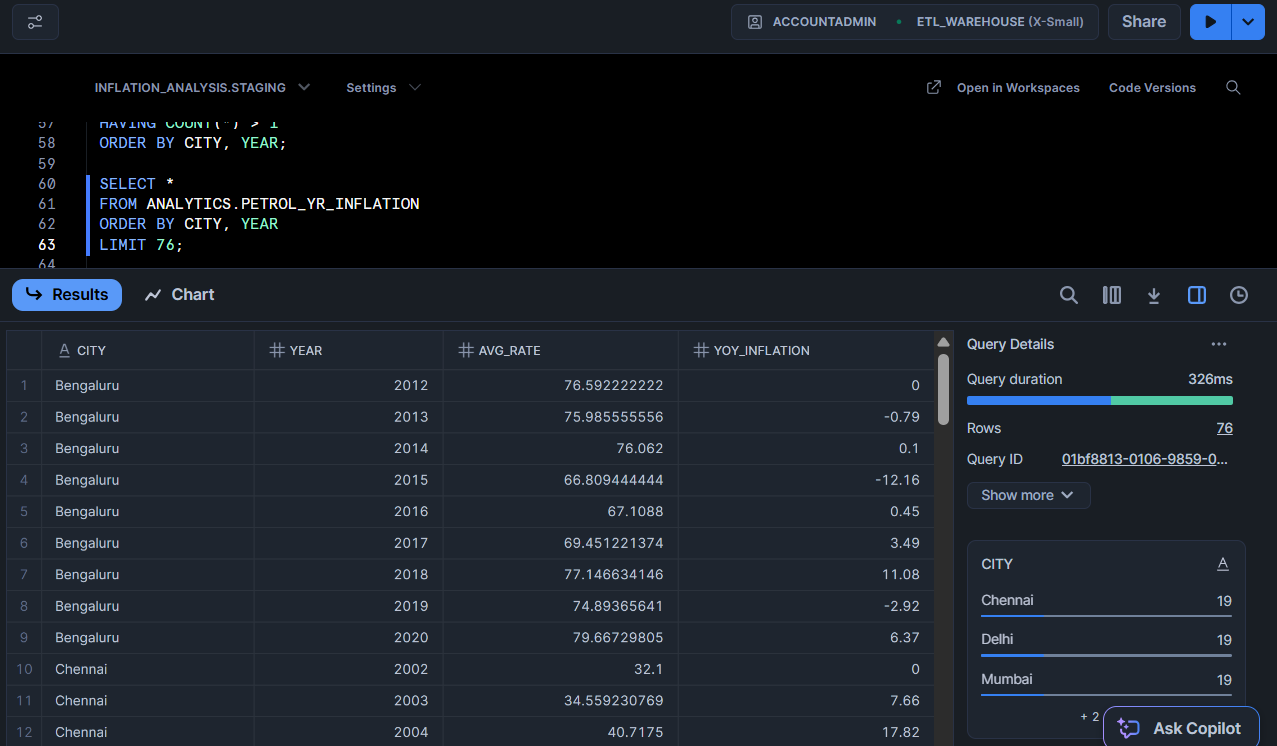 ACCOUNTADMIN • ETL_WAREHOUSE (X-Small) Share
INFLATION_ANALYSIS.STAGING Settings Open in Workspaces Code Versions
57 HAVING COUNT(*) > 1
58 ORDER BY CITY, YEAR;
59
60 SELECT *
61 FROM ANALYTICS.PETROL_YR_INFLATION
62 ORDER BY CITY, YEAR
63 LIMIT 76;
64
Results Chart
A CITY # YEAR # AVG_RATE # YOY_INFLATION
1 Bengaluru 2012 76.592222222 0
2 Bengaluru 2013 75.985555556 -0.79
3 Bengaluru 2014 76.062 0.1
4 Bengaluru 2015 66.809444444 -12.16
5 Bengaluru 2016 67.1088 0.45
6 Bengaluru 2017 69.451221374 3.49
7 Bengaluru 2018 77.146634146 11.08
8 Bengaluru 2019 74.89365641 -2.92
9 Bengaluru 2020 79.66729805 6.37
10 Chennai 2002 32.1 0
11 Chennai 2003 34.559230769 7.66
12 Chennai 2004 40.7175 17.82
Query Details ...
Query duration 326ms
Rows 76
Query ID 01bf8813-0106-9859-0...
Show more
CITY A
Chennai 19
Delhi 19
Mumbai 19
+ 2
Ask Copilot